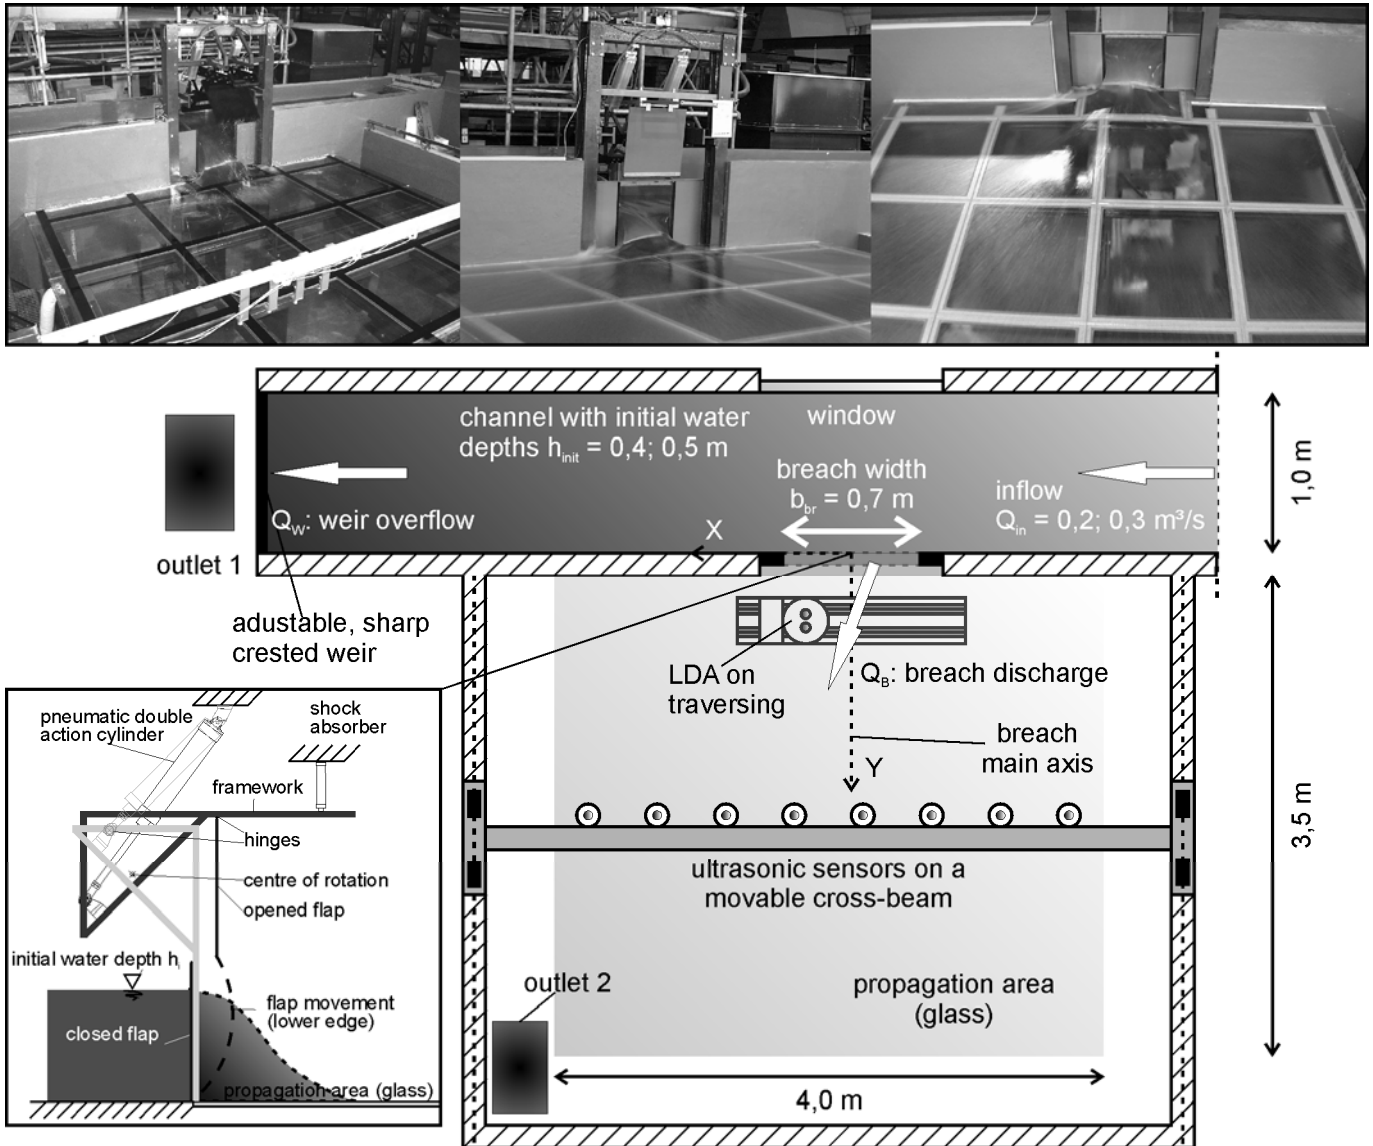 channel with initial water
depths h_init = 0,4; 0,5 m
window
breach width
b_br = 0,7 m
inflow
Q_in = 0,2; 0,3 m³/s
1,0 m
Q_W: weir overflow
X
outlet 1
adustable, sharp
crested weir
LDA on
traversing
Q_B: breach discharge
breach
main axis
Y
3,5 m
ultrasonic sensors on a
movable cross-beam
outlet 2
propagation area
(glass)
4,0 m
pneumatic double
action cylinder
shock
absorber
framework
hinges
centre of rotation
opened flap
initial water depth h_i
flap movement
(lower edge)
closed flap
propagation area (glass)